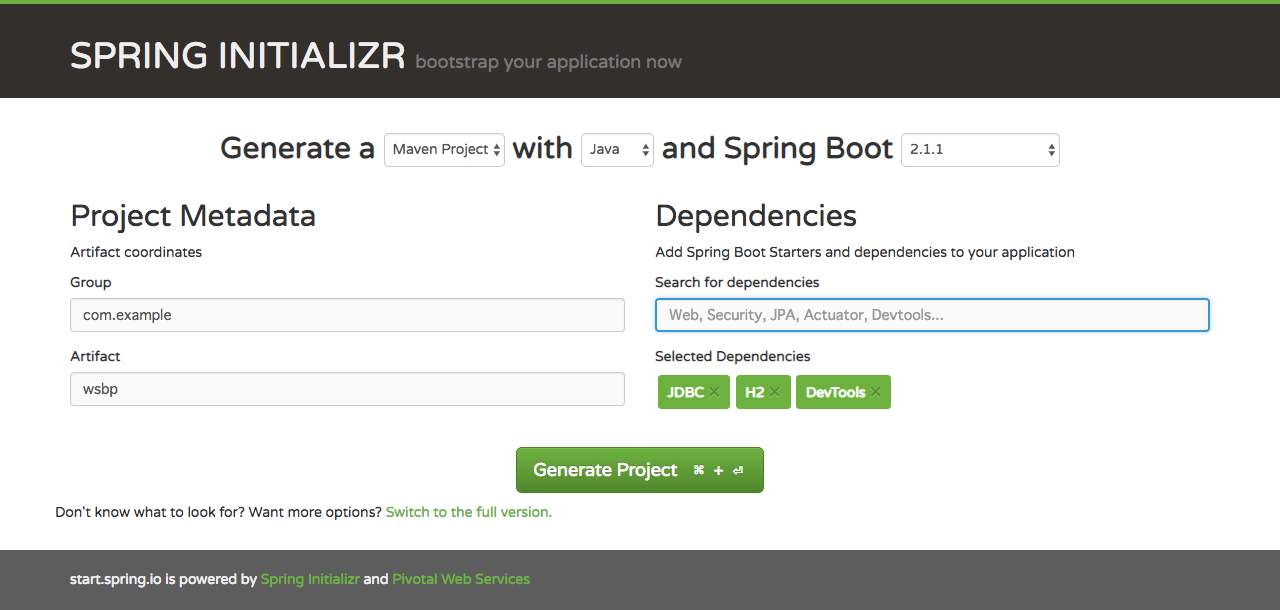 SPRING INITIALIZR bootstrap your application now
Generate a Maven Project with Java and Spring Boot 2.1.1
Project Metadata
Artifact coordinates
Group
com.example
Artifact
wsbp
Dependencies
Add Spring Boot Starters and dependencies to your application
Search for dependencies
Web, Security, JPA, Actuator, Devtools...
Selected Dependencies
JDBC × H2 × DevTools ×
Generate Project ⌘ + ⏎
Don't know what to look for? Want more options? Switch to the full version.
start.spring.io is powered by Spring Initializr and Pivotal Web Services